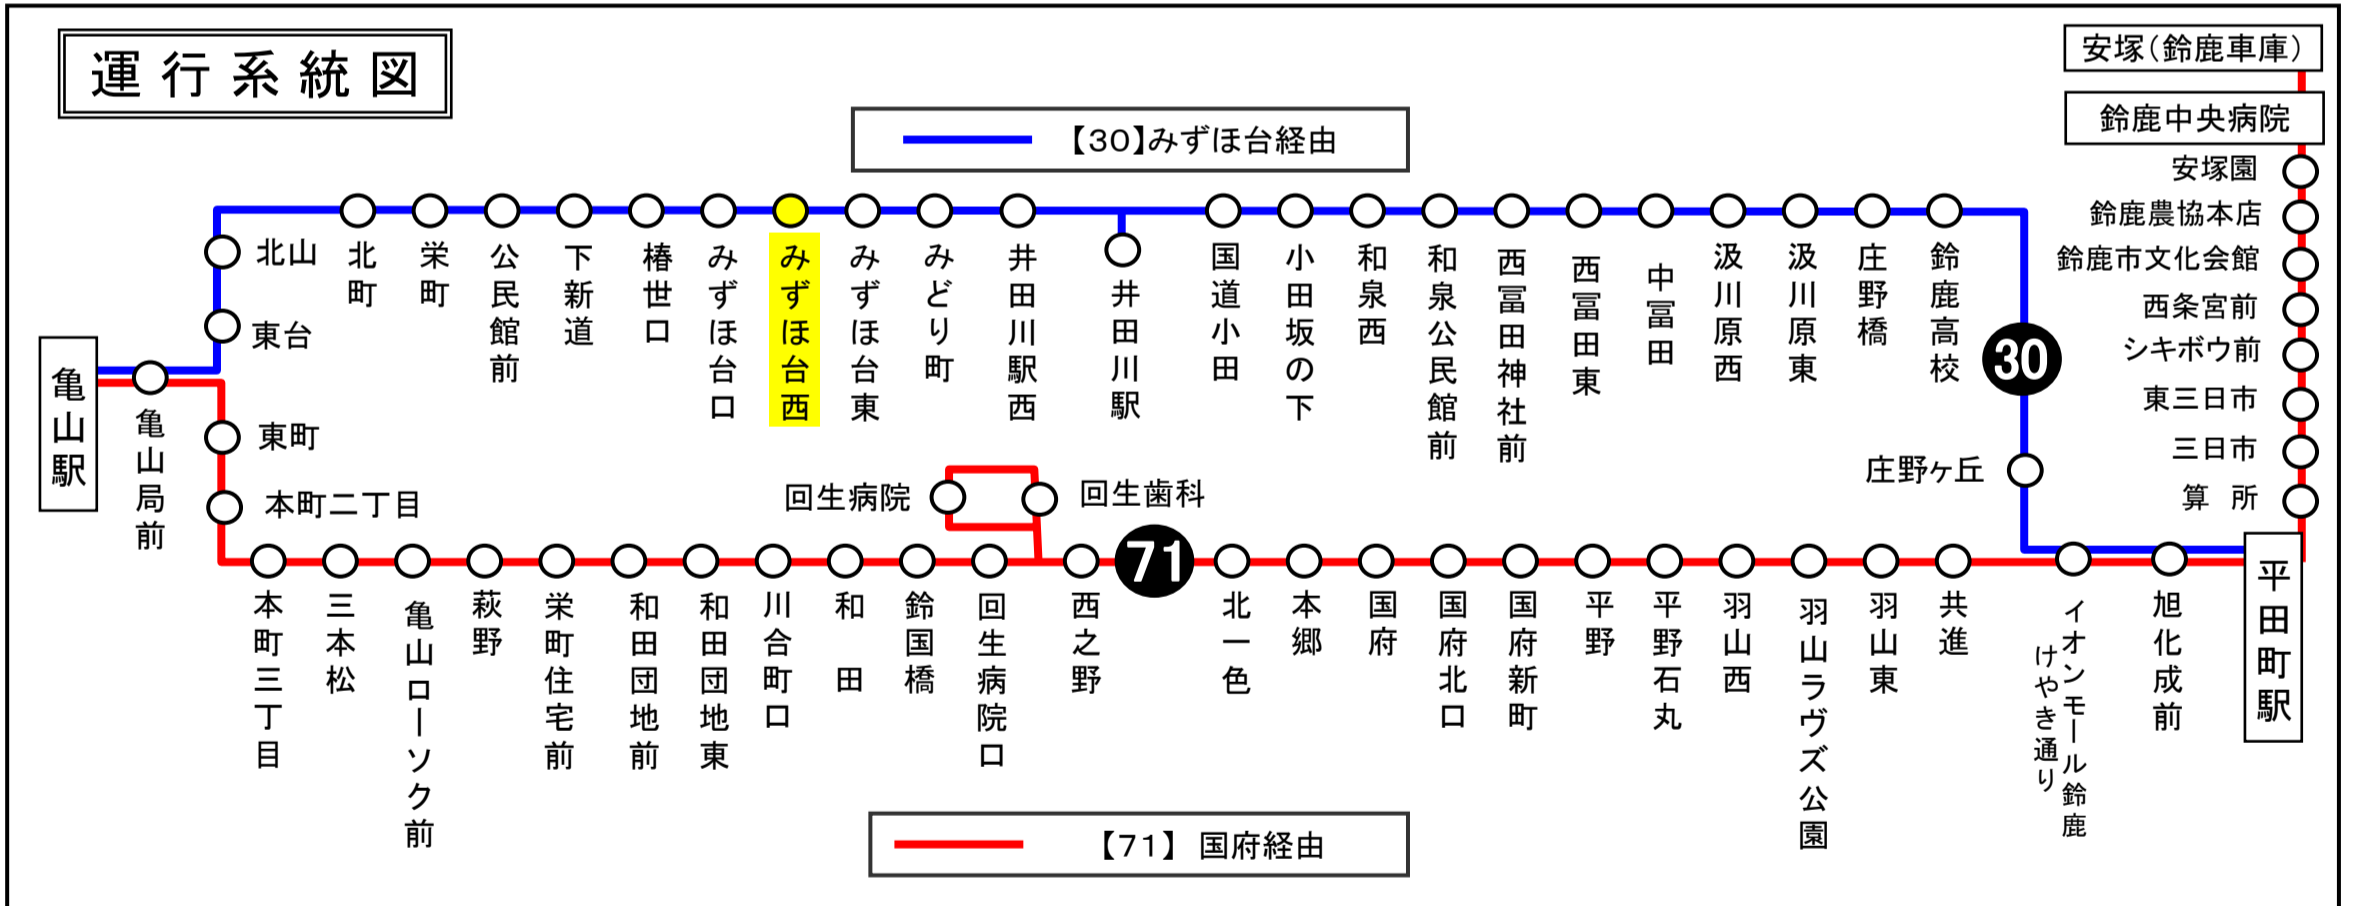 運行系統図
安塚(鈴鹿車庫)
鈴鹿中央病院
【30】みずほ台経由
安塚園
鈴鹿農協本店
鈴鹿市文化会館
西条宮前
シキボウ前
東三日市
三日市
算 所
北山
東台
北町
栄町
公民館前
下新道
椿世口
みずほ台口
みずほ台西
みずほ台東
みどり町
井田川駅西
井田川駅
国道小田
小田坂の下
和泉西
和泉公民館前
西冨田神社前
西冨田東
中冨田
汲川原西
汲川原東
庄野橋
鈴鹿高校
30
庄野ヶ丘
亀山駅
亀山局前
東町
本町二丁目
回生病院
回生歯科
71
本町三丁目
三本松
亀山ローソク前
萩野
栄町住宅前
和田団地前
和田団地東
川合町口
和 田
鈴国橋
回生病院口
西之野
北一色
本郷
国府
国府北口
国府新町
平野
平野石丸
羽山西
羽山ラヴズ公園
羽山東
共進
イオンモール鈴鹿
けやき通り
旭化成前
平田町駅
【71】 国府経由